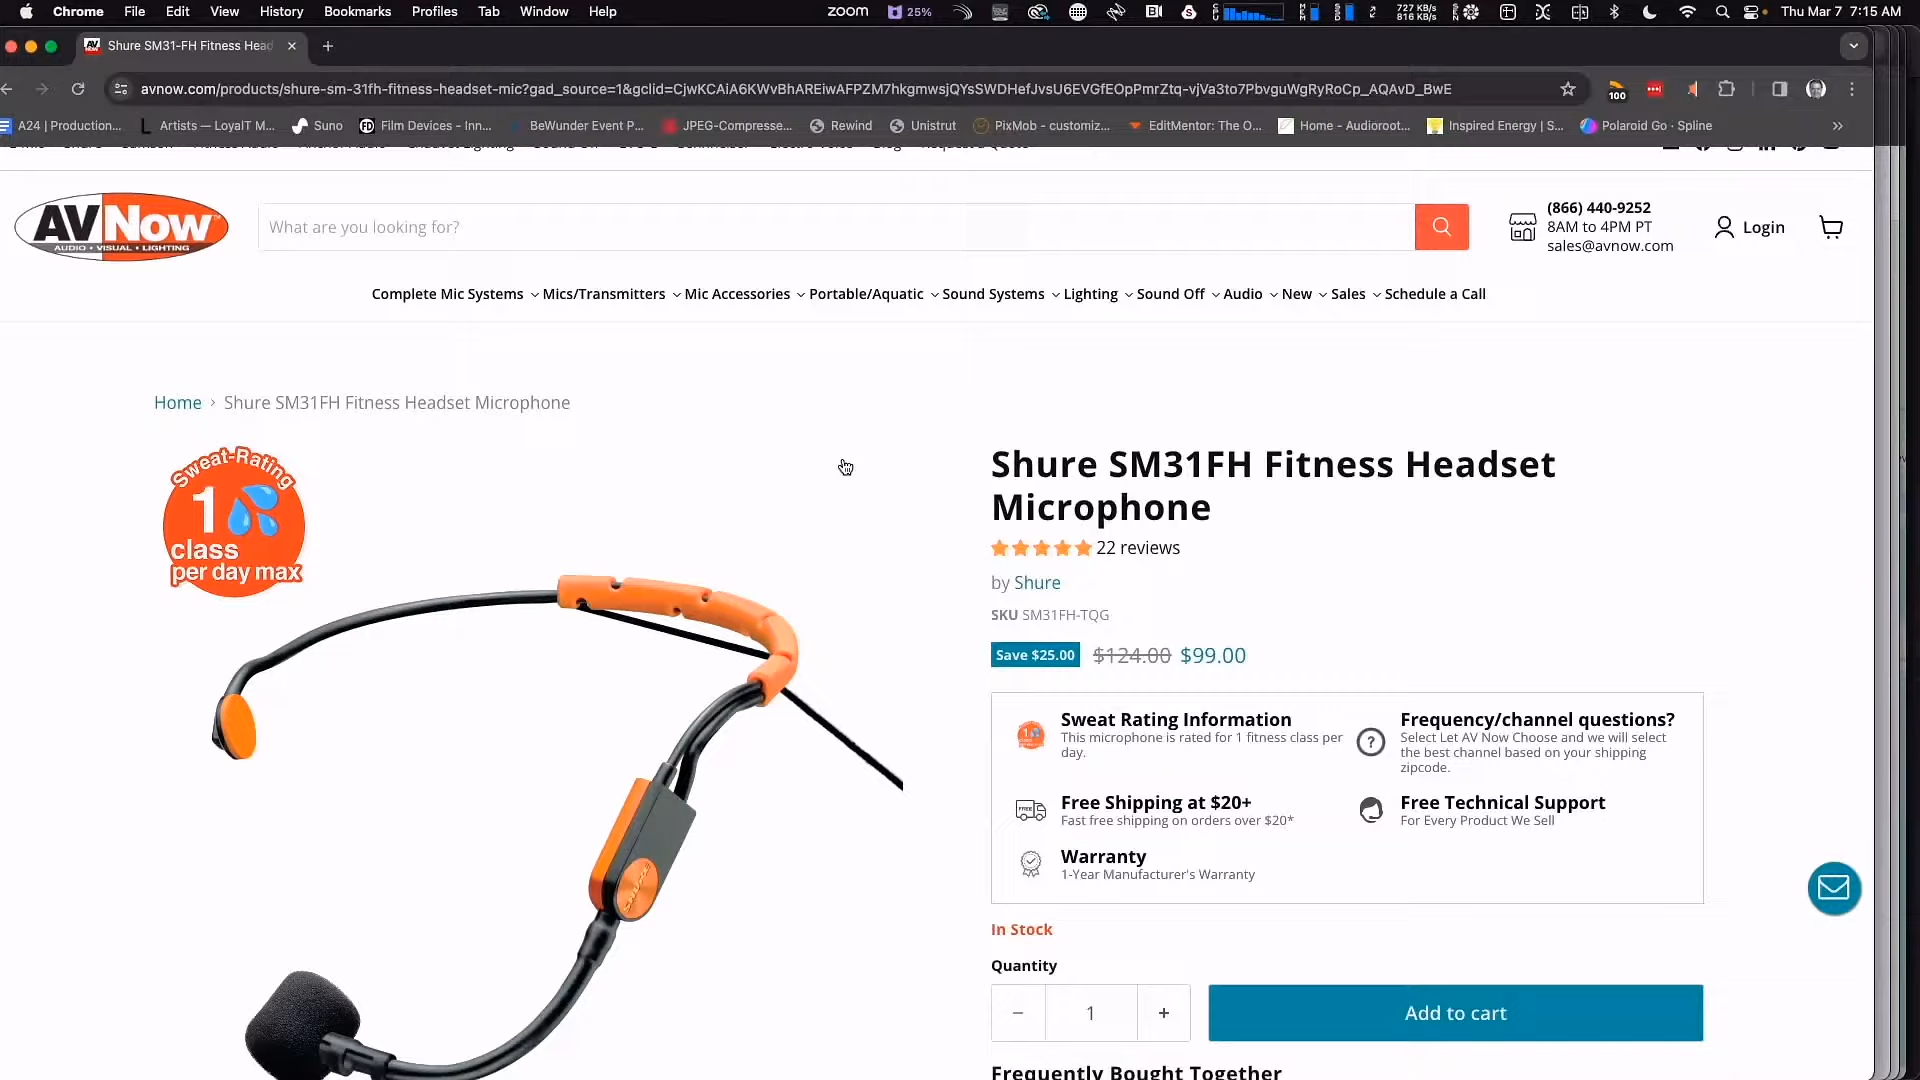 Chrome File Edit View History Bookmarks Profiles Tab Window Help
zoom 25% 727 KB/s 816 KB/s Thu Mar 7 7:15 AM
Shure SM31-FH Fitness Head
avnow.com/products/shure-sm-31fh-fitness-headset-mic?gad_source=1&gclid=CjwKCAiA6KWvBhAREiwAFPZM7hkgmwsjQYsSWDHefJvsU6EVGfEOpPmrZtq-vjVa3to7PbvguWgRyRoCp_AQAvD_BwE
100
A24 | Production... Artists — LoyalT M... Suno Film Devices - Inn... BeWunder Event P... JPEG-Compresse... Rewind Unistrut PixMob - customiz... EditMentor: The O... Home - Audioroot... Inspired Energy | S... Polaroid Go · Spline
AVNow
AUDIO • VISUAL • LIGHTING
What are you looking for?
(866) 440-9252
8AM to 4PM PT
sales@avnow.com
Login
Complete Mic Systems Mics/Transmitters Mic Accessories Portable/Aquatic Sound Systems Lighting Sound Off Audio New Sales Schedule a Call
Home › Shure SM31FH Fitness Headset Microphone
Sweat-Rating
1
class
per day max
SHURE
Shure SM31FH Fitness Headset
Microphone
22 reviews
by Shure
SKU SM31FH-TQG
Save $25.00 $124.00 $99.00
Sweat Rating Information
This microphone is rated for 1 fitness class per
day.
Frequency/channel questions?
Select Let AV Now Choose and we will select
the best channel based on your shipping
zipcode.
Free Shipping at $20+
Fast free shipping on orders over $20*
Free Technical Support
For Every Product We Sell
Warranty
1-Year Manufacturer's Warranty
In Stock
Quantity
− 1 +
Add to cart
Frequently Bought Together